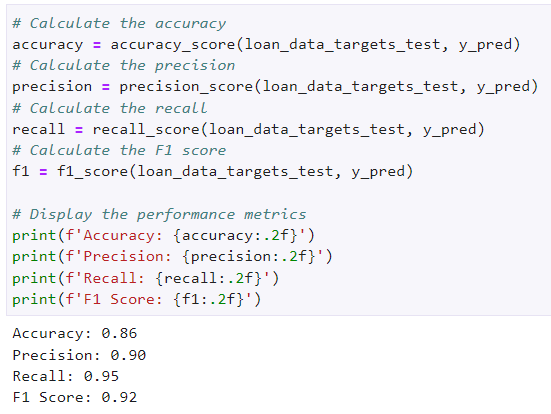 # Calculate the accuracy
accuracy = accuracy_score(loan_data_targets_test, y_pred)
# Calculate the precision
precision = precision_score(loan_data_targets_test, y_pred)
# Calculate the recall
recall = recall_score(loan_data_targets_test, y_pred)
# Calculate the F1 score
f1 = f1_score(loan_data_targets_test, y_pred)

# Display the performance metrics
print(f'Accuracy: {accuracy:.2f}')
print(f'Precision: {precision:.2f}')
print(f'Recall: {recall:.2f}')
print(f'F1 Score: {f1:.2f}')
Accuracy: 0.86
Precision: 0.90
Recall: 0.95
F1 Score: 0.92